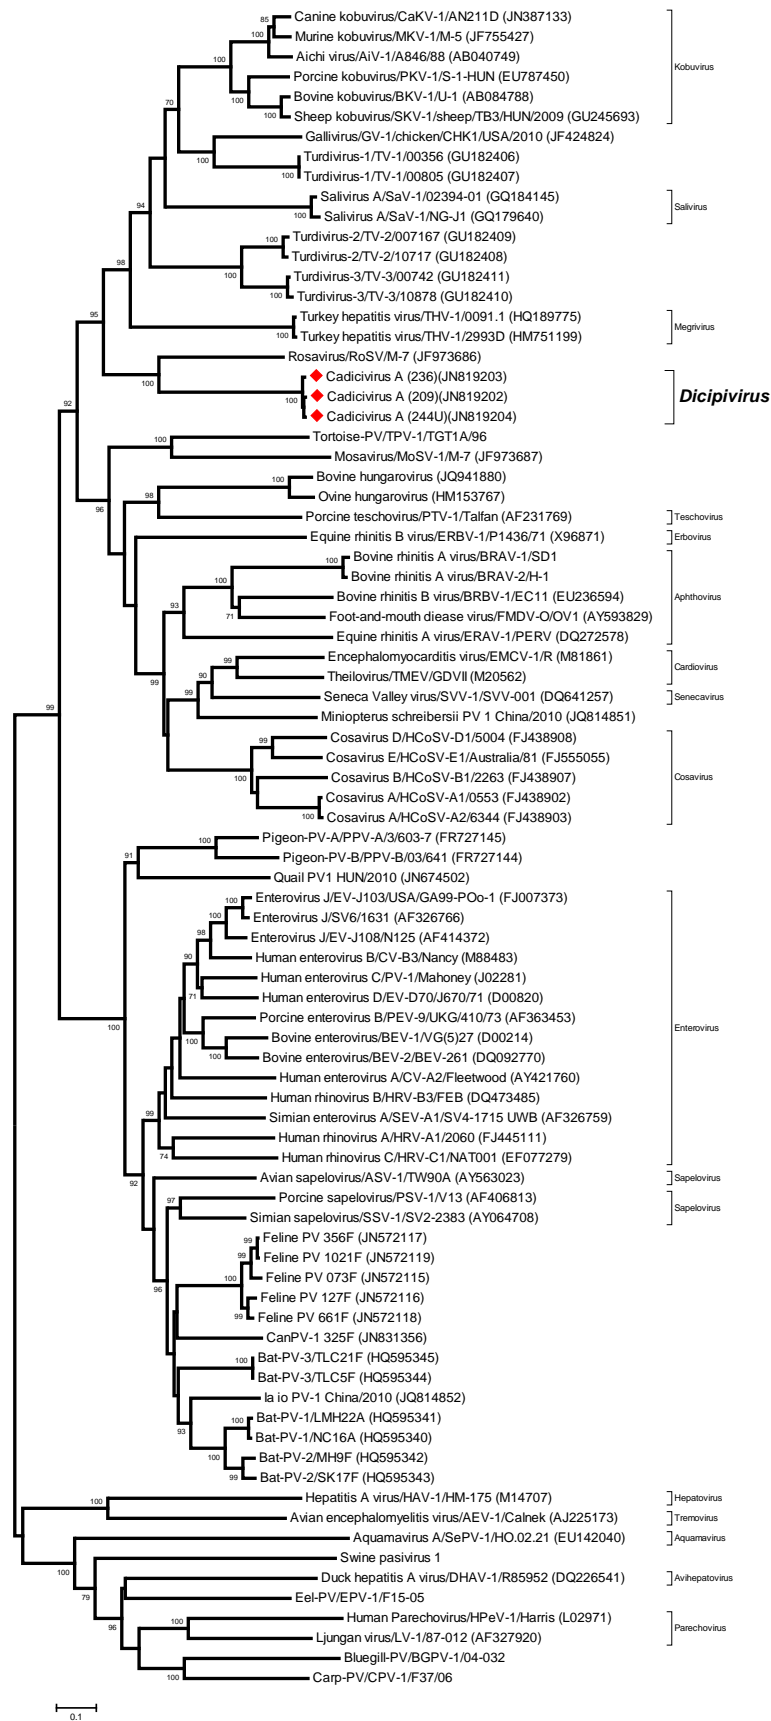 Canine kobuvirus/CaKV-1/AN211D (JN387133)
Murine kobuvirus/MKV-1/M-5 (JF755427)
Aichi virus/AiV-1/A846/88 (AB040749)
Porcine kobuvirus/PKV-1/S-1-HUN (EU787450)
Bovine kobuvirus/BKV-1/U-1 (AB084788)
Sheep kobuvirus/SKV-1/sheep/TB3/HUN/2009 (GU245693)
Kobuvirus
Gallivirus/GV-1/chicken/CHK1/USA/2010 (JF424824)
Turdivirus-1/TV-1/00356 (GU182406)
Turdivirus-1/TV-1/00805 (GU182407)
Salivirus A/SaV-1/02394-01 (GQ184145)
Salivirus A/SaV-1/NG-J1 (GQ179640)
Salivirus
Turdivirus-2/TV-2/007167 (GU182409)
Turdivirus-2/TV-2/10717 (GU182408)
Turdivirus-3/TV-3/00742 (GU182411)
Turdivirus-3/TV-3/10878 (GU182410)
Turkey hepatitis virus/THV-1/0091.1 (HQ189775)
Turkey hepatitis virus/THV-1/2993D (HM751199)
Megrivirus
Rosavirus/RoSV/M-7 (JF973686)
Cadicivirus A (236)(JN819203)
Cadicivirus A (209)(JN819202)
Cadicivirus A (244U)(JN819204)
Dicipivirus
Tortoise-PV/TPV-1/TGT1A/96
Mosavirus/MoSV-1/M-7 (JF973687)
Bovine hungarovirus (JQ941880)
Ovine hungarovirus (HM153767)
Porcine teschovirus/PTV-1/Talfan (AF231769)
Teschovirus
Equine rhinitis B virus/ERBV-1/P1436/71 (X96871)
Erbovirus
Bovine rhinitis A virus/BRAV-1/SD1
Bovine rhinitis A virus/BRAV-2/H-1
Bovine rhinitis B virus/BRBV-1/EC11 (EU236594)
Foot-and-mouth diease virus/FMDV-O/OV1 (AY593829)
Equine rhinitis A virus/ERAV-1/PERV (DQ272578)
Aphthovirus
Encephalomyocarditis virus/EMCV-1/R (M81861)
Theilovirus/TMEV/GDVII (M20562)
Cardiovirus
Seneca Valley virus/SVV-1/SVV-001 (DQ641257)
Senecavirus
Miniopterus schreibersii PV 1 China/2010 (JQ814851)
Cosavirus D/HCoSV-D1/5004 (FJ438908)
Cosavirus E/HCoSV-E1/Australia/81 (FJ555055)
Cosavirus B/HCoSV-B1/2263 (FJ438907)
Cosavirus A/HCoSV-A1/0553 (FJ438902)
Cosavirus A/HCoSV-A2/6344 (FJ438903)
Cosavirus
Pigeon-PV-A/PPV-A/3/603-7 (FR727145)
Pigeon-PV-B/PPV-B/03/641 (FR727144)
Quail PV1 HUN/2010 (JN674502)
Enterovirus J/EV-J103/USA/GA99-POo-1 (FJ007373)
Enterovirus J/SV6/1631 (AF326766)
Enterovirus J/EV-J108/N125 (AF414372)
Human enterovirus B/CV-B3/Nancy (M88483)
Human enterovirus C/PV-1/Mahoney (J02281)
Human enterovirus D/EV-D70/J670/71 (D00820)
Porcine enterovirus B/PEV-9/UKG/410/73 (AF363453)
Bovine enterovirus/BEV-1/VG(5)27 (D00214)
Bovine enterovirus/BEV-2/BEV-261 (DQ092770)
Human enterovirus A/CV-A2/Fleetwood (AY421760)
Human rhinovirus B/HRV-B3/FEB (DQ473485)
Simian enterovirus A/SEV-A1/SV4-1715 UWB (AF326759)
Human rhinovirus A/HRV-A1/2060 (FJ445111)
Human rhinovirus C/HRV-C1/NAT001 (EF077279)
Enterovirus
Avian sapelovirus/ASV-1/TW90A (AY563023)
Sapelovirus
Porcine sapelovirus/PSV-1/V13 (AF406813)
Simian sapelovirus/SSV-1/SV2-2383 (AY064708)
Sapelovirus
Feline PV 356F (JN572117)
Feline PV 1021F (JN572119)
Feline PV 073F (JN572115)
Feline PV 127F (JN572116)
Feline PV 661F (JN572118)
CanPV-1 325F (JN831356)
Bat-PV-3/TLC21F (HQ595345)
Bat-PV-3/TLC5F (HQ595344)
Ia io PV-1 China/2010 (JQ814852)
Bat-PV-1/LMH22A (HQ595341)
Bat-PV-1/NC16A (HQ595340)
Bat-PV-2/MH9F (HQ595342)
Bat-PV-2/SK17F (HQ595343)
Hepatitis A virus/HAV-1/HM-175 (M14707)
Hepatovirus
Avian encephalomyelitis virus/AEV-1/Calnek (AJ225173)
Tremovirus
Aquamavirus A/SePV-1/HO.02.21 (EU142040)
Aquamavirus
Swine pasivirus 1
Duck hepatitis A virus/DHAV-1/R85952 (DQ226541)
Avihepatovirus
Eel-PV/EPV-1/F15-05
Human Parechovirus/HPeV-1/Harris (L02971)
Ljungan virus/LV-1/87-012 (AF327920)
Parechovirus
Bluegill-PV/BGPV-1/04-032
Carp-PV/CPV-1/F37/06
85
100
100
100
100
70
100
100
94
100
98
100
100
100
95
100
100
100
92
100
96
98
100
100
100
93
71
99
90
99
99
99
100
100
99
100
91
100
100
98
90
71
100
100
99
74
100
92
97
99
99
100
99
96
100
100
93
100
99
100
100
79
100
96
100
0.1